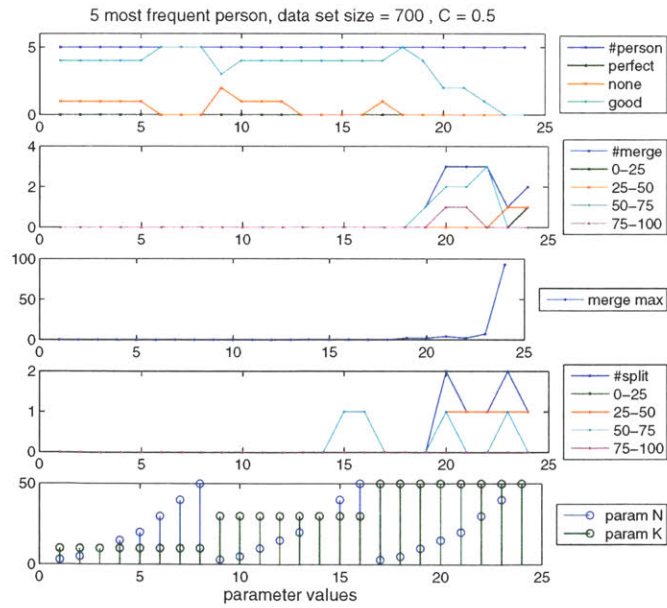 5 most frequent person, data set size = 700 , C = 0.5
5
0
0 5 10 15 20 25
#person
perfect
none
good
4
2
0
0 5 10 15 20 25
#merge
0-25
25-50
50-75
75-100
100
50
0
0 5 10 15 20 25
merge max
2
1
0
0 5 10 15 20 25
#split
0-25
25-50
50-75
75-100
50
0
0 5 10 15 20 25
param N
param K
parameter values